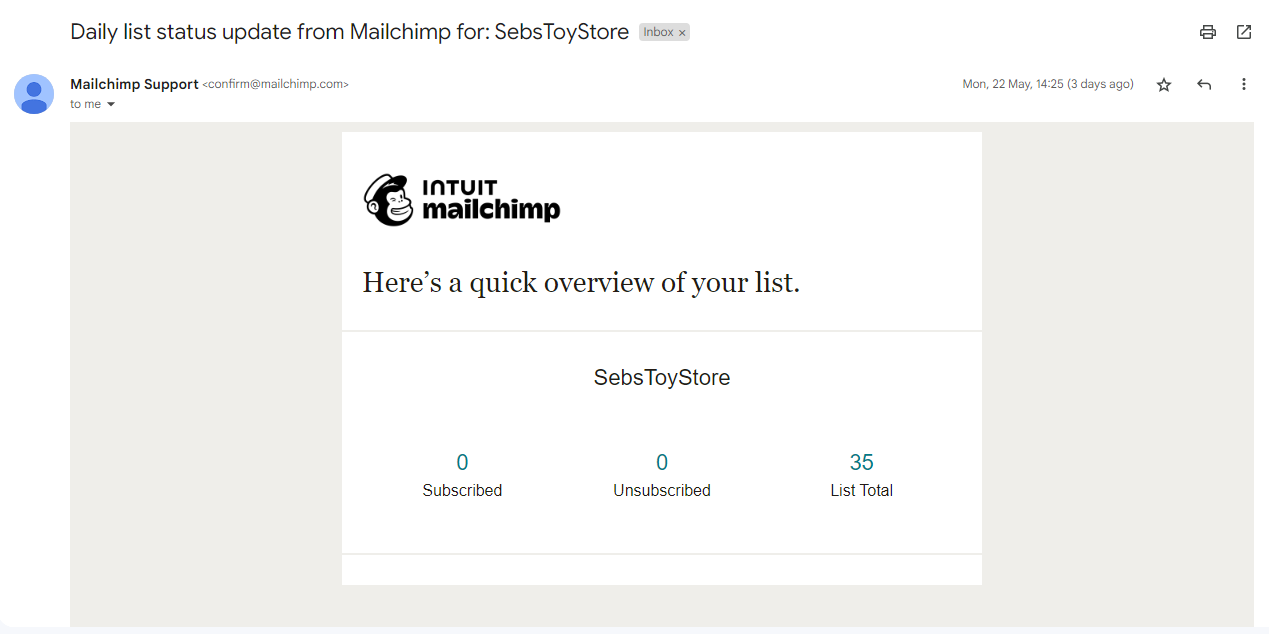 Daily list status update from Mailchimp for: SebsToyStore Inbox ×
Mailchimp Support <confirm@mailchimp.com> Mon, 22 May, 14:25 (3 days ago)
to me
INTUIT
mailchimp
Here’s a quick overview of your list.
SebsToyStore
0 0 35
Subscribed Unsubscribed List Total